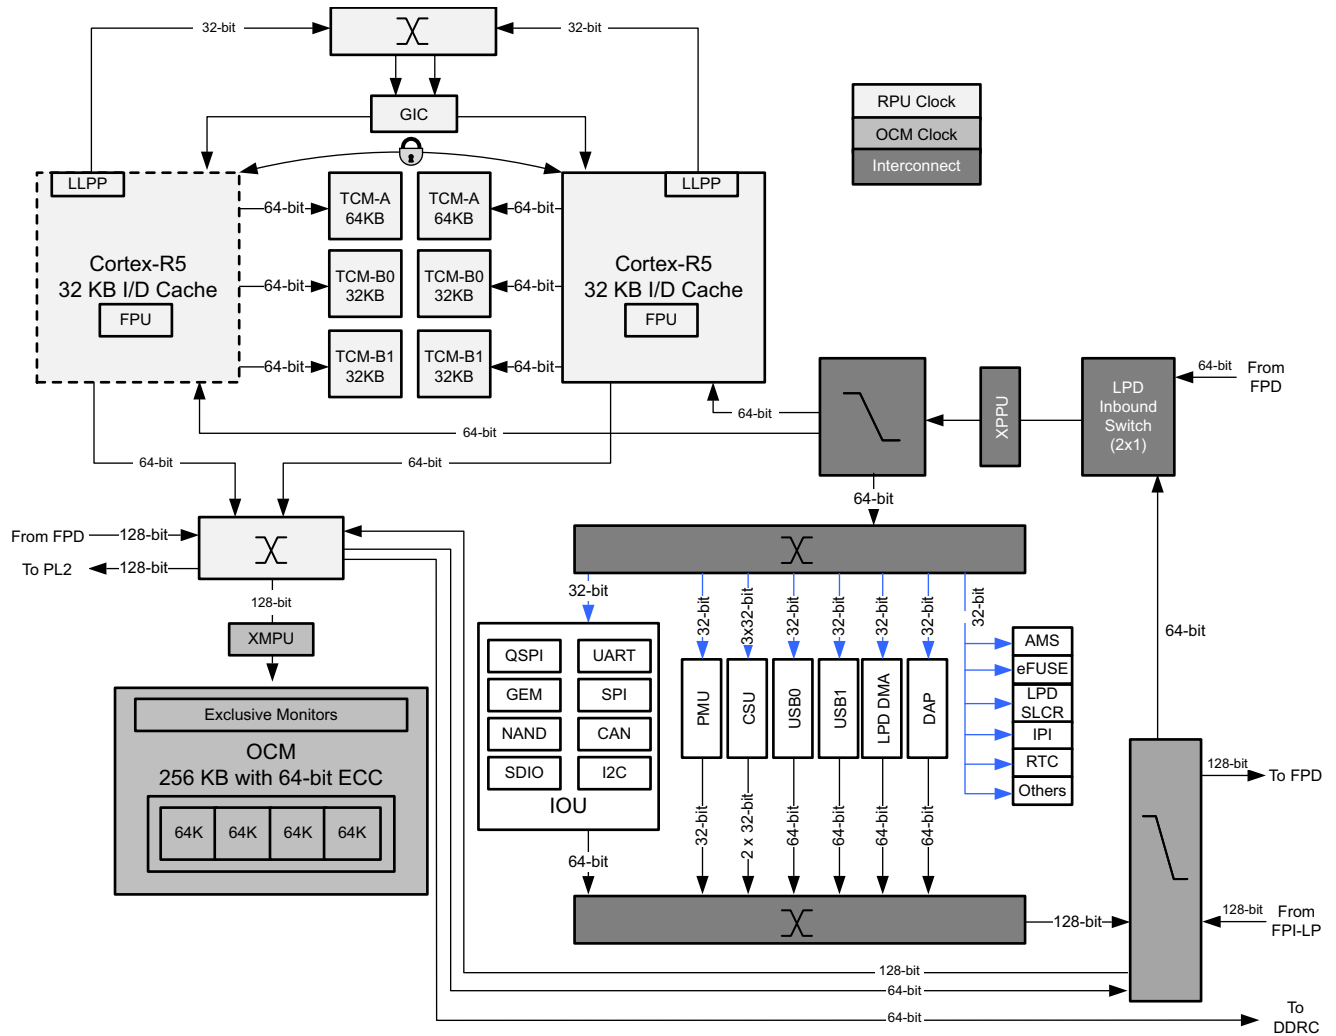 32-bit
32-bit
GIC
RPU Clock
OCM Clock
Interconnect
LLPP
LLPP
64-bit
TCM-A
64KB
TCM-A
64KB
64-bit
Cortex-R5
32 KB I/D Cache
FPU
64-bit
TCM-B0
32KB
TCM-B0
32KB
64-bit
Cortex-R5
32 KB I/D Cache
FPU
64-bit
TCM-B1
32KB
TCM-B1
32KB
64-bit
64-bit
64-bit
XPPU
LPD
Inbound
Switch
(2x1)
64-bit
From
FPD
64-bit
64-bit
64-bit
From FPD
128-bit
To PL2
128-bit
128-bit
XMPU
Exclusive Monitors
OCM
256 KB with 64-bit ECC
64K
64K
64K
64K
32-bit
32-bit
3x32-bit
32-bit
32-bit
32-bit
32-bit
32-bit
QSPI
UART
GEM
SPI
NAND
CAN
SDIO
I2C
IOU
PMU
CSU
USB0
USB1
LPD DMA
DAP
AMS
eFUSE
LPD
SLCR
IPI
RTC
Others
64-bit
64-bit
32-bit
2 x 32-bit
64-bit
64-bit
64-bit
64-bit
128-bit
128-bit
To FPD
128-bit
From
FPI-LP
128-bit
64-bit
64-bit
To
DDRC